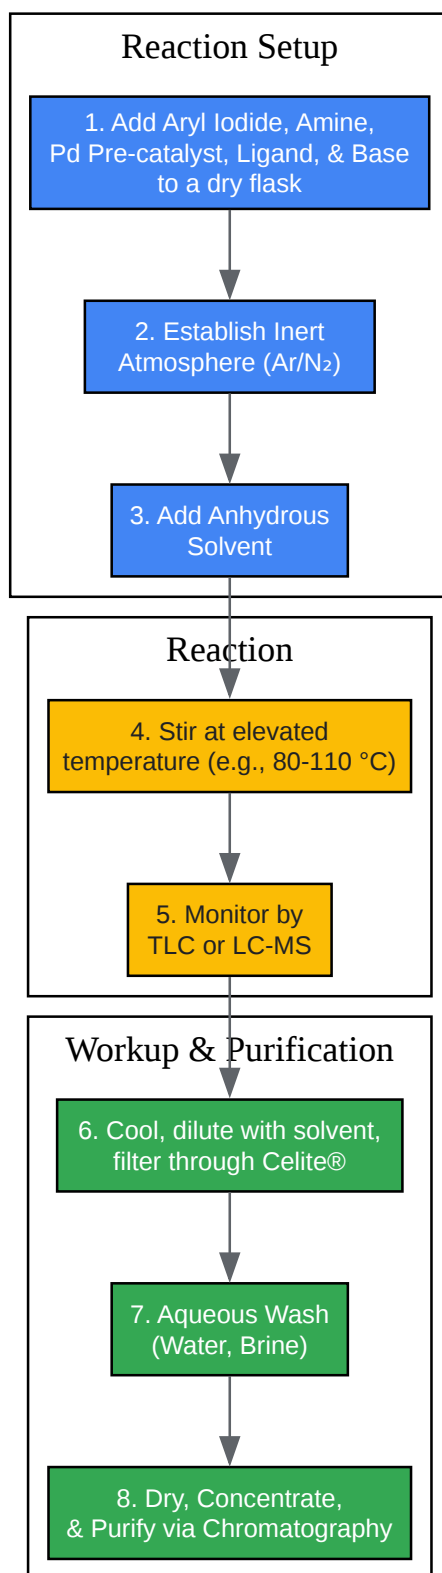 Reaction Setup
1. Add Aryl Iodide, Amine,
Pd Pre-catalyst, Ligand, & Base
to a dry flask
2. Establish Inert
Atmosphere (Ar/N₂)
3. Add Anhydrous
Solvent
Reaction
4. Stir at elevated
temperature (e.g., 80-110 °C)
5. Monitor by
TLC or LC-MS
Workup & Purification
6. Cool, dilute with solvent,
filter through Celite®
7. Aqueous Wash
(Water, Brine)
8. Dry, Concentrate,
& Purify via Chromatography